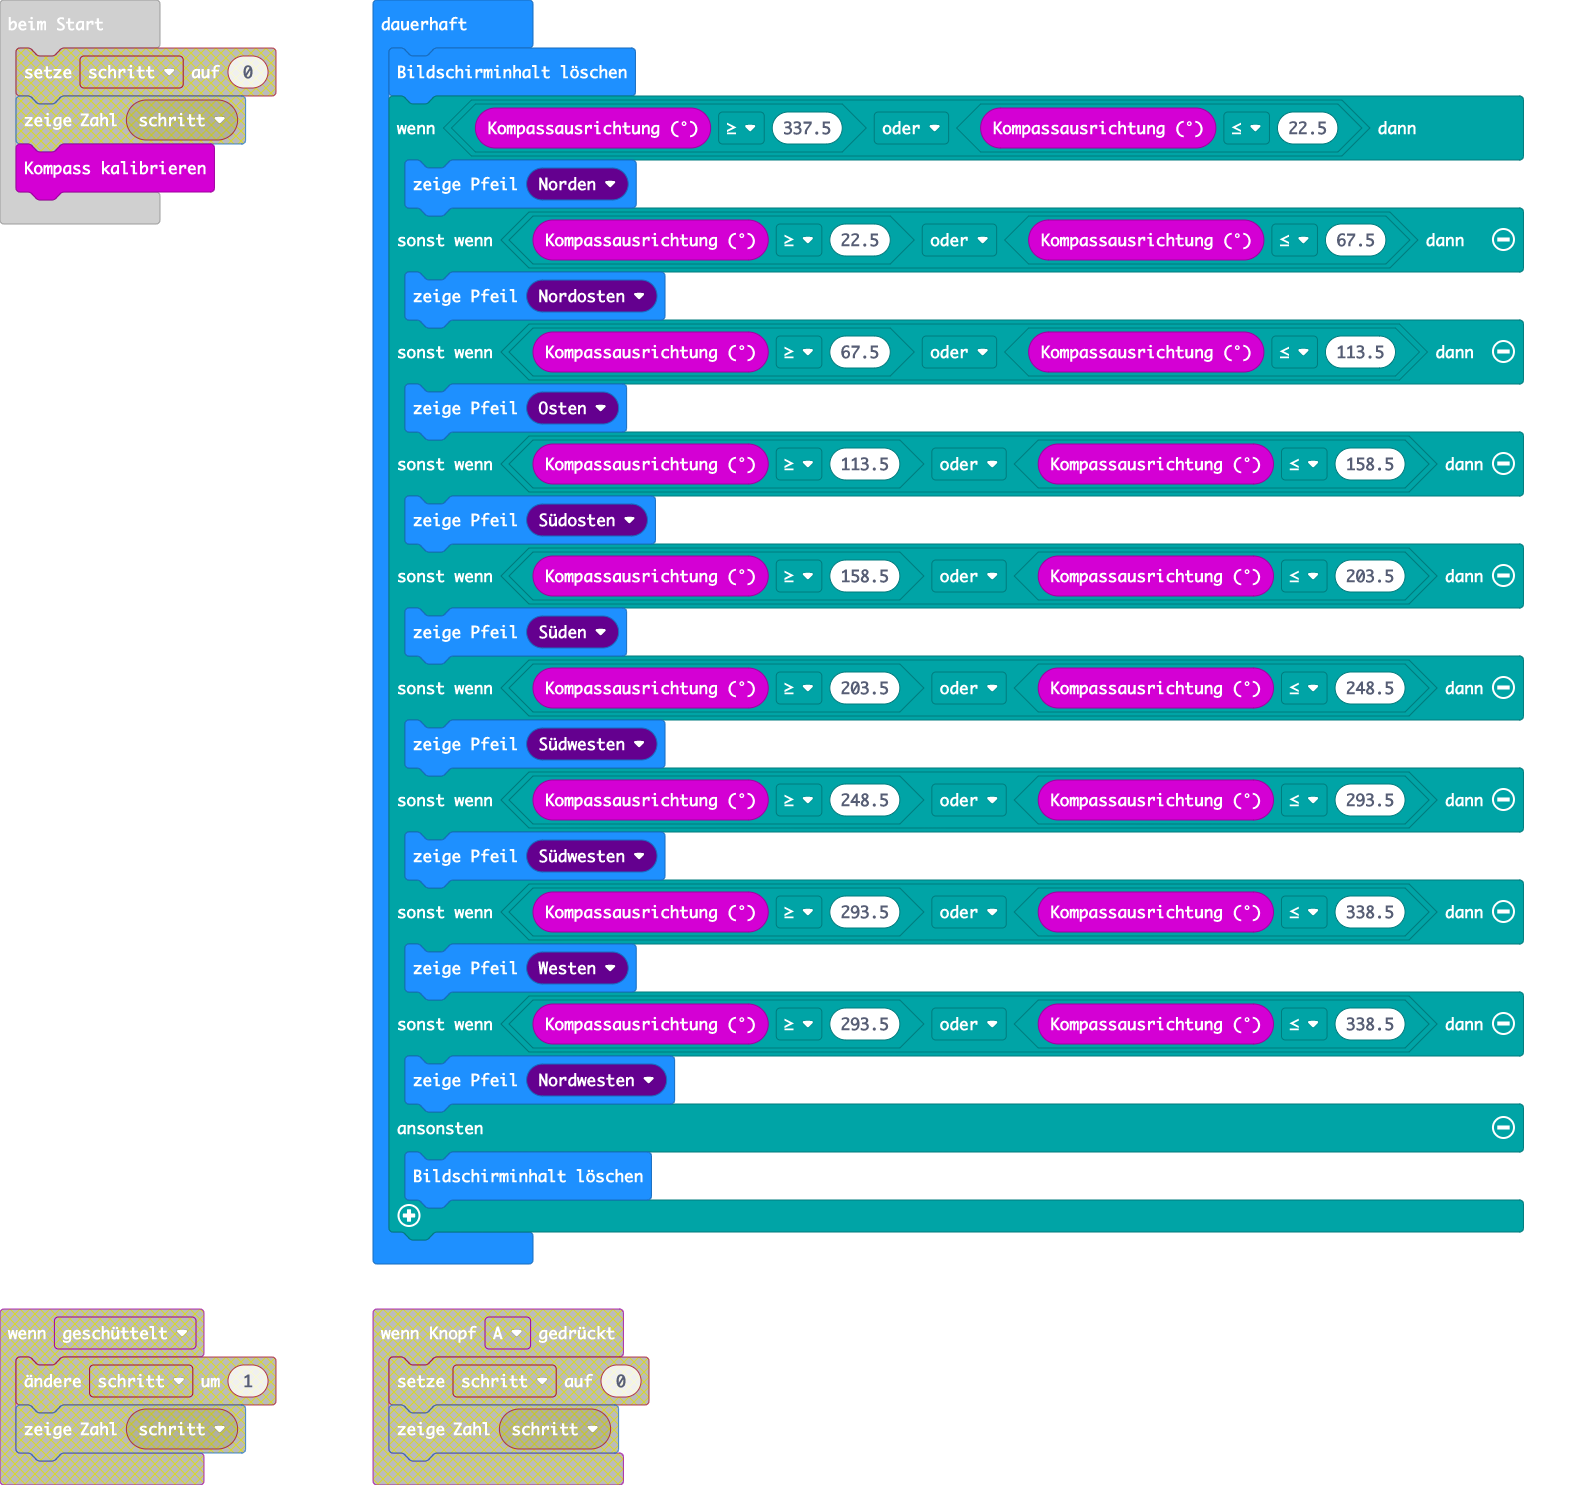 beim Start
setze schritt auf 0
zeige Zahl schritt
Kompass kalibrieren
dauerhaft
Bildschirminhalt löschen
wenn Kompassausrichtung (°) ≥ 337.5 oder Kompassausrichtung (°) ≤ 22.5 dann
zeige Pfeil Norden
sonst wenn Kompassausrichtung (°) ≥ 22.5 oder Kompassausrichtung (°) ≤ 67.5 dann
zeige Pfeil Nordosten
sonst wenn Kompassausrichtung (°) ≥ 67.5 oder Kompassausrichtung (°) ≤ 113.5 dann
zeige Pfeil Osten
sonst wenn Kompassausrichtung (°) ≥ 113.5 oder Kompassausrichtung (°) ≤ 158.5 dann
zeige Pfeil Südosten
sonst wenn Kompassausrichtung (°) ≥ 158.5 oder Kompassausrichtung (°) ≤ 203.5 dann
zeige Pfeil Süden
sonst wenn Kompassausrichtung (°) ≥ 203.5 oder Kompassausrichtung (°) ≤ 248.5 dann
zeige Pfeil Südwesten
sonst wenn Kompassausrichtung (°) ≥ 248.5 oder Kompassausrichtung (°) ≤ 293.5 dann
zeige Pfeil Südwesten
sonst wenn Kompassausrichtung (°) ≥ 293.5 oder Kompassausrichtung (°) ≤ 338.5 dann
zeige Pfeil Westen
sonst wenn Kompassausrichtung (°) ≥ 293.5 oder Kompassausrichtung (°) ≤ 338.5 dann
zeige Pfeil Nordwesten
ansonsten
Bildschirminhalt löschen
wenn geschüttelt
ändere schritt um 1
zeige Zahl schritt
wenn Knopf A gedrückt
setze schritt auf 0
zeige Zahl schritt